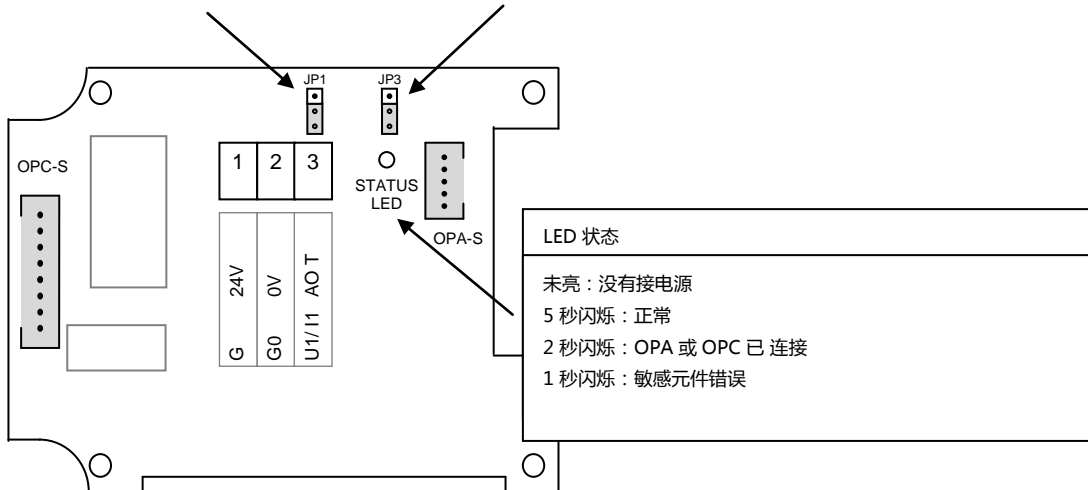 JP1 JP3
OPC-S
1 2 3
STATUS
LED
OPA-S
G 24V
G0 0V
U1/I1 AO T
LED 状态
未亮：没有接电源
5 秒闪烁：正常
2 秒闪烁：OPA 或 OPC 已 连接
1 秒闪烁：敏感元件错误